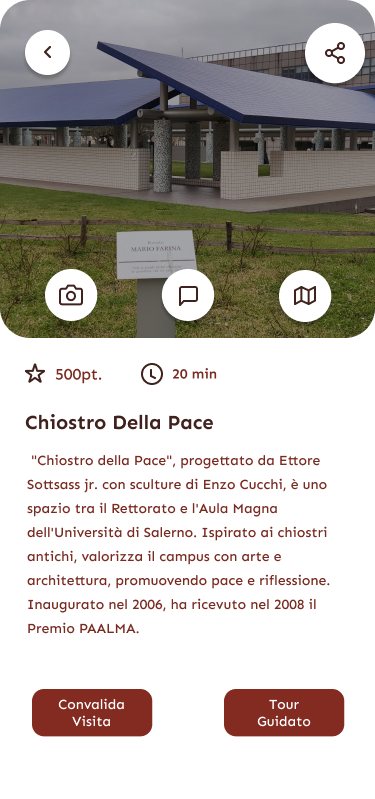 Piazza
MARIO FARINA
500pt.
20 min
Chiostro Della Pace
"Chiostro della Pace", progettato da Ettore
Sottsass jr. con sculture di Enzo Cucchi, è uno
spazio tra il Rettorato e l'Aula Magna
dell'Università di Salerno. Ispirato ai chiostri
antichi, valorizza il campus con arte e
architettura, promuovendo pace e riflessione.
Inaugurato nel 2006, ha ricevuto nel 2008 il
Premio PAALMA.
Convalida
Visita
Tour
Guidato